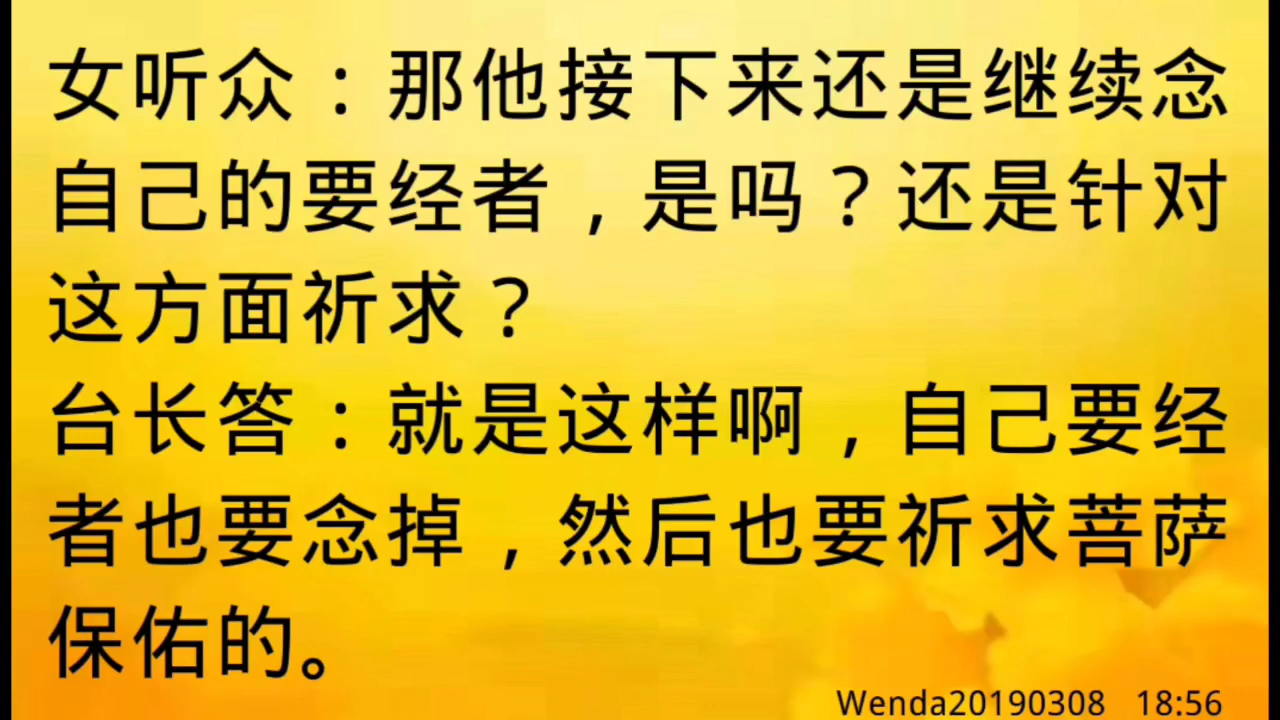 女听众：那他接下来还是继续念
自己的要经者，是吗？还是针对
这方面祈求？
台长答：就是这样啊，自己要经
者也要念掉，然后也要祈求菩萨
保佑的。
Wenda20190308 18:56